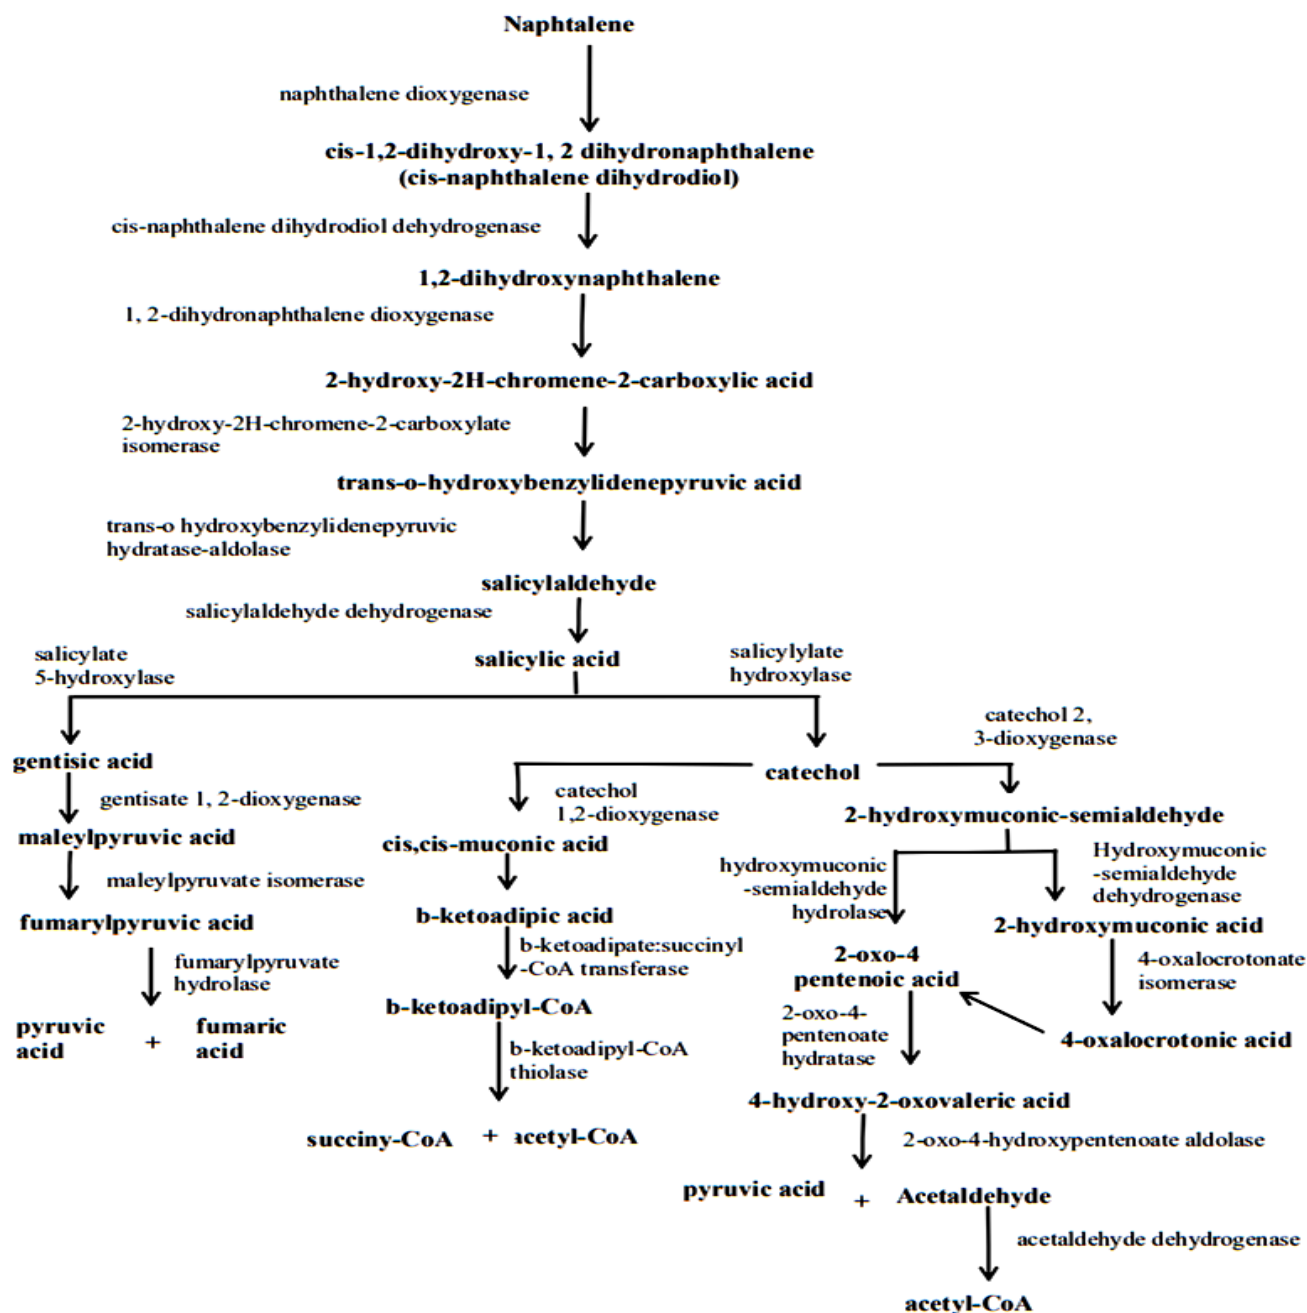 Naphtalene
naphthalene dioxygenase
cis-1,2-dihydroxy-1, 2 dihydronaphthalene
(cis-naphthalene dihydrodiol)
cis-naphthalene dihydrodiol dehydrogenase
1,2-dihydroxynaphthalene
1, 2-dihydronaphthalene dioxygenase
2-hydroxy-2H-chromene-2-carboxylic acid
2-hydroxy-2H-chromene-2-carboxylate
isomerase
trans-o-hydroxybenzylidenepyruvic acid
trans-o hydroxybenzylidenepyruvic
hydratase-aldolase
salicylaldehyde
salicylaldehyde dehydrogenase
salicylic acid
salicylate
5-hydroxylase
salicylylate
hydroxylase
gentisic acid
gentisate 1, 2-dioxygenase
maleylpyruvic acid
maleylpyruvate isomerase
fumarylpyruvic acid
fumarylpyruvate
hydrolase
pyruvic
acid
+
fumaric
acid
catechol
catechol
1,2-dioxygenase
cis,cis-muconic acid
b-ketoadipic acid
b-ketoadipate:succinyl
-CoA transferase
b-ketoadipyl-CoA
b-ketoadipyl-CoA
thiolase
succiny-CoA + acetyl-CoA
catechol 2,
3-dioxygenase
2-hydroxymuconic-semialdehyde
hydroxymuconic
-semialdehyde
hydrolase
Hydroxymuconic
-semialdehyde
dehydrogenase
2-hydroxymuconic acid
4-oxalocrotonate
isomerase
4-oxalocrotonic acid
2-oxo-4
pentenoic acid
2-oxo-4-
pentenoate
hydratase
4-hydroxy-2-oxovaleric acid
2-oxo-4-hydroxypentenoate aldolase
pyruvic acid + Acetaldehyde
acetaldehyde dehydrogenase
acetyl-CoA